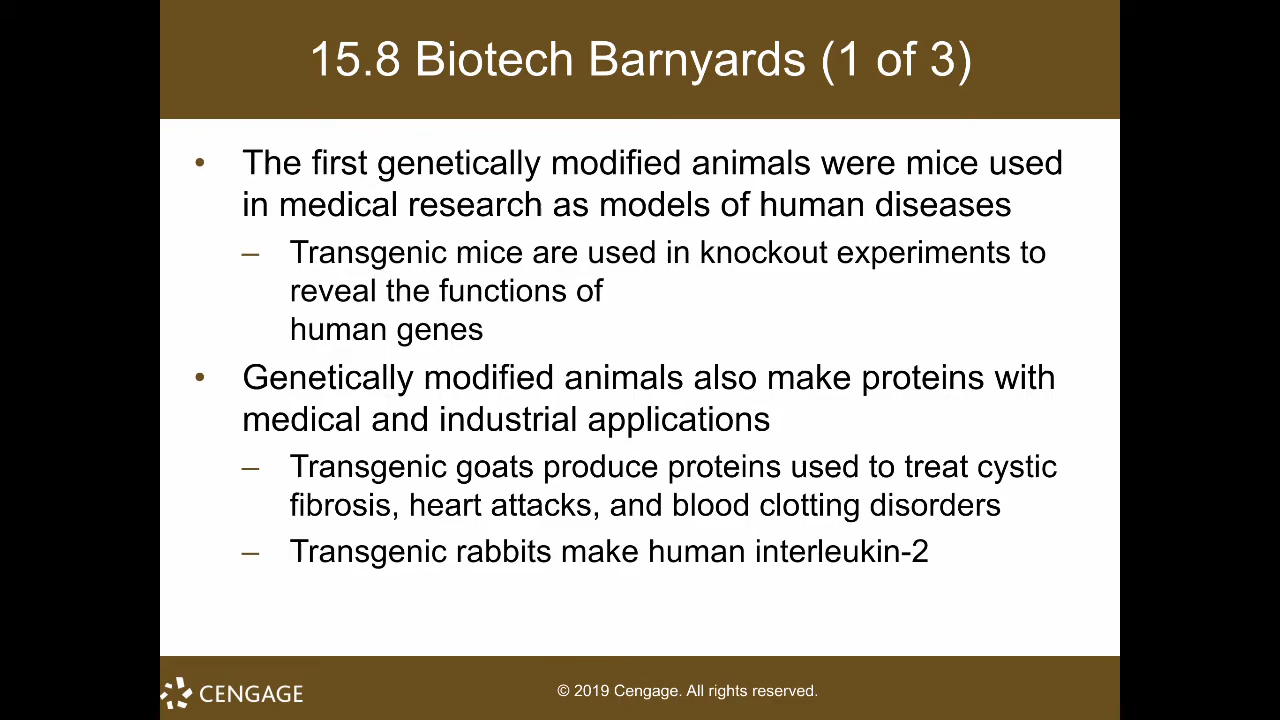 15.8 Biotech Barnyards (1 of 3)
• The first genetically modified animals were mice used
in medical research as models of human diseases
– Transgenic mice are used in knockout experiments to
reveal the functions of
human genes
• Genetically modified animals also make proteins with
medical and industrial applications
– Transgenic goats produce proteins used to treat cystic
fibrosis, heart attacks, and blood clotting disorders
– Transgenic rabbits make human interleukin-2
CENGAGE
© 2019 Cengage. All rights reserved.